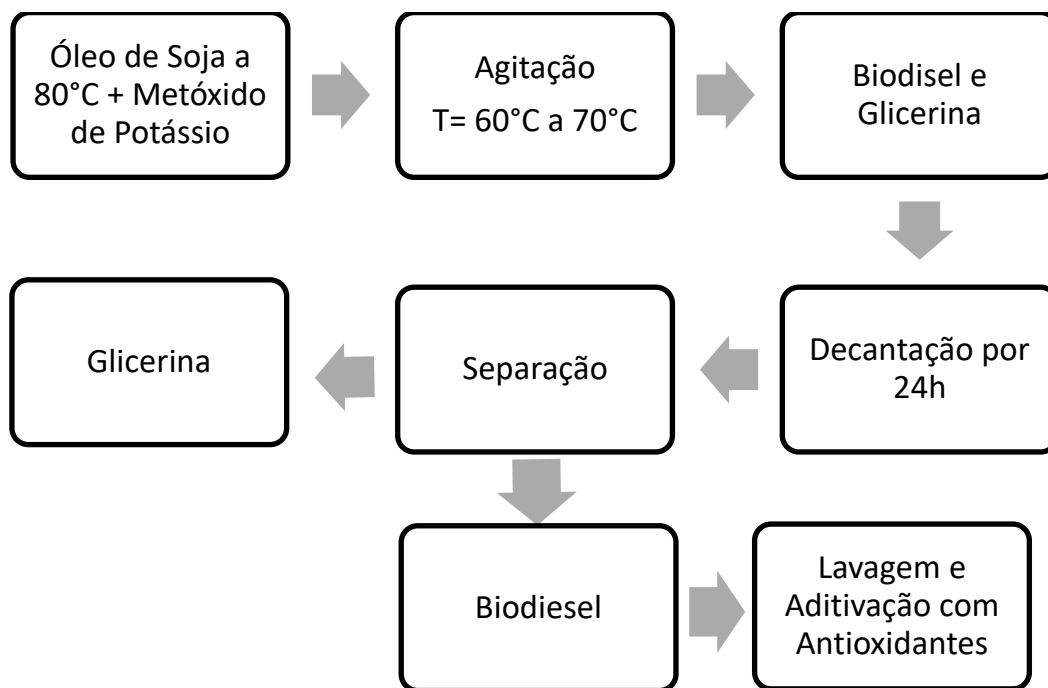 Óleo de Soja a
80°C + Metóxido
de Potássio
Agitação
T= 60°C a 70°C
Biodisel e
Glicerina
Decantação por
24h
Separação
Glicerina
Biodiesel
Lavagem e
Aditivação com
Antioxidantes